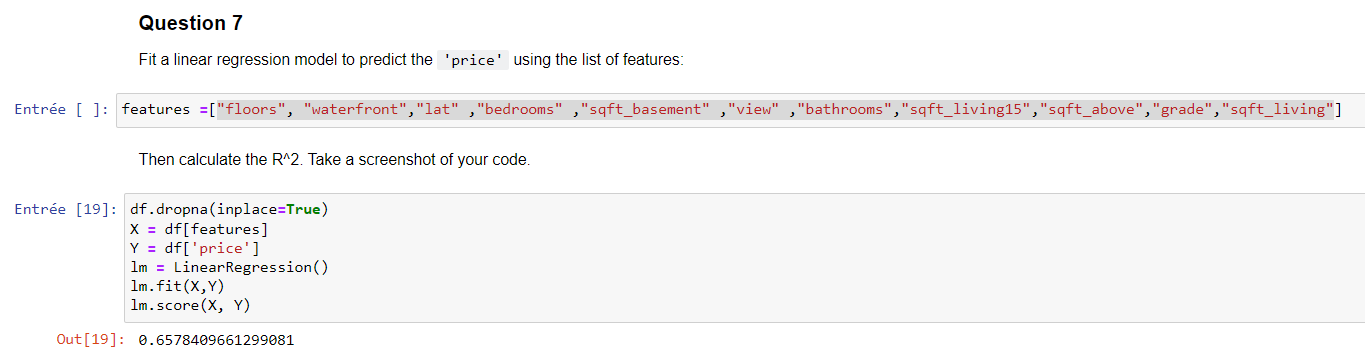 Question 7
Fit a linear regression model to predict the 'price' using the list of features:
Entrée [ ]: features =["floors", "waterfront","lat" ,"bedrooms" ,"sqft_basement" ,"view" ,"bathrooms","sqft_living15","sqft_above","grade","sqft_living"]
Then calculate the R^2. Take a screenshot of your code.
Entrée [19]: df.dropna(inplace=True)
X = df[features]
Y = df['price']
lm = LinearRegression()
lm.fit(X,Y)
lm.score(X, Y)
Out[19]: 0.6578409661299081